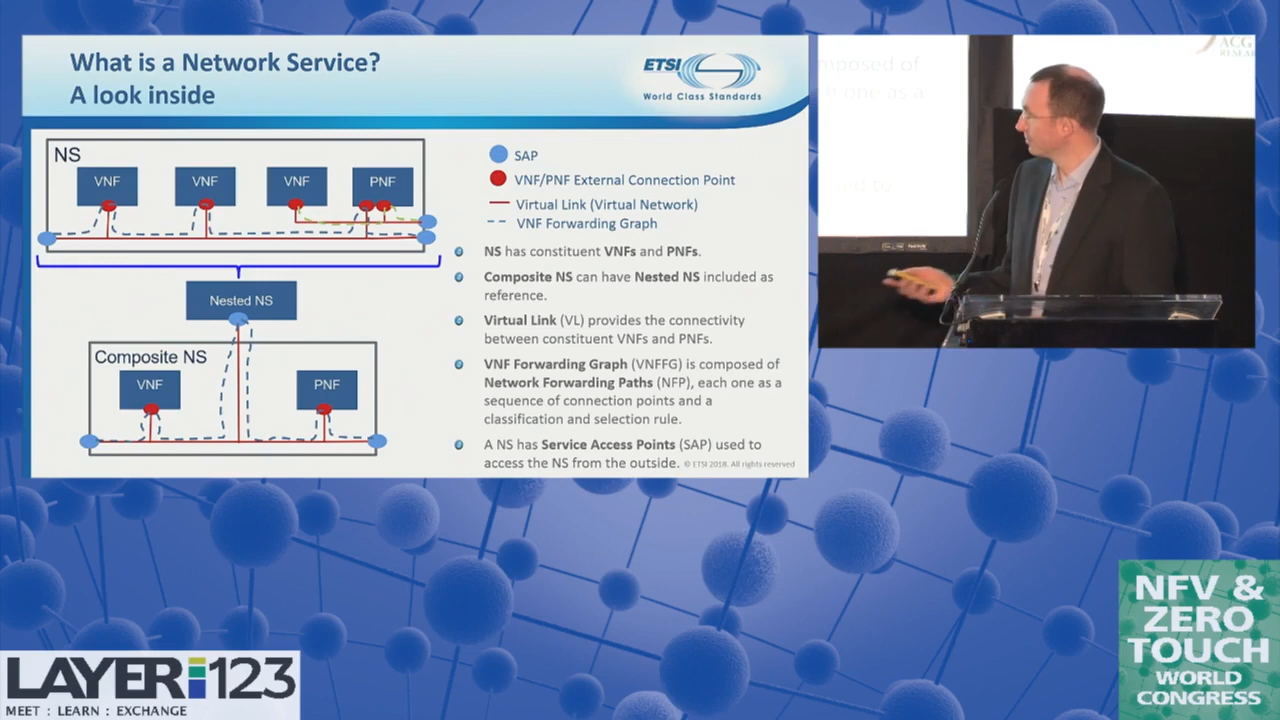 What is a Network Service?
A look inside
ETSI
World Class Standards
NS
VNF
VNF
VNF
PNF
Nested NS
Composite NS
VNF
PNF
SAP
VNF/PNF External Connection Point
Virtual Link (Virtual Network)
VNF Forwarding Graph
NS has constituent VNFs and PNFs.
Composite NS can have Nested NS included as
reference.
Virtual Link (VL) provides the connectivity
between constituent VNFs and PNFs.
VNF Forwarding Graph (VNFFG) is composed of
Network Forwarding Paths (NFP), each one as a
sequence of connection points and a
classification and selection rule.
A NS has Service Access Points (SAP) used to
access the NS from the outside.
© ETSI 2018. All rights reserved
ACG
LAYER123
MEET : LEARN : EXCHANGE
NFV &
ZERO
TOUCH
WORLD
CONGRESS